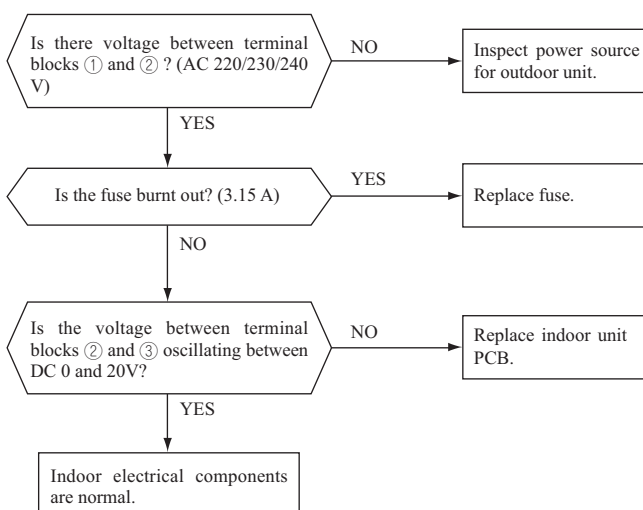 Is there voltage between terminal
blocks ① and ② ? (AC 220/230/240
V)
NO
Inspect power source
for outdoor unit.
YES
Is the fuse burnt out? (3.15 A)
YES
Replace fuse.
NO
Is the voltage between terminal
blocks ② and ③ oscillating between
DC 0 and 20V?
NO
Replace indoor unit
PCB.
YES
Indoor electrical components
are normal.